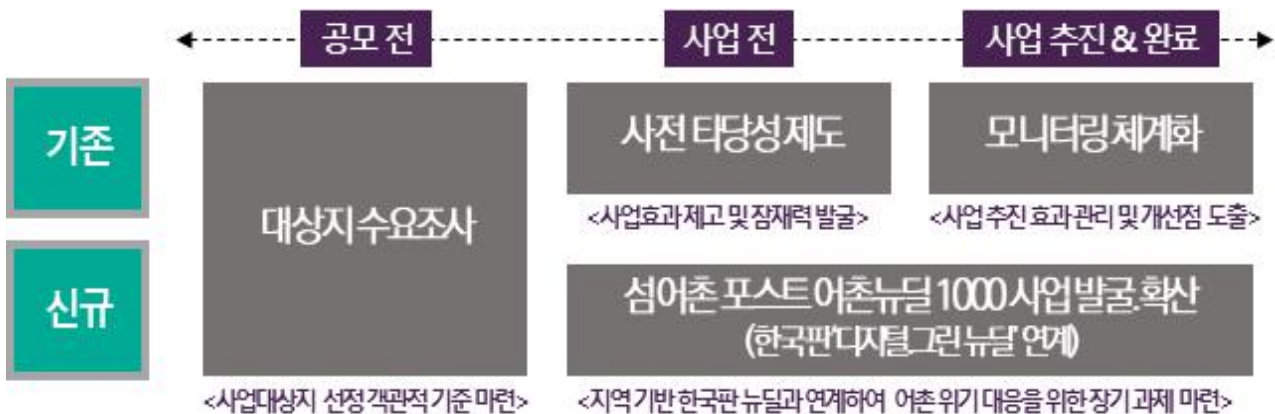 공모 전
사업 전
사업 추진 & 완료
기존
신규
대상지 수요조사
<사업대상지 선정 객관적 기준 마련>
사전 타당성 제도
<사업효과 제고 및 잠재력 발굴>
모니터링 체계화
<사업 추진 효과 관리 및 개선점 도출>
섬어촌 포스트 어촌뉴딜 1000 사업 발굴.확산
(한국판 '디지털.그린 뉴딜' 연계)
<지역 기반 한국판 뉴딜과 연계하여 어촌 위기 대응을 위한 장기 과제 마련>